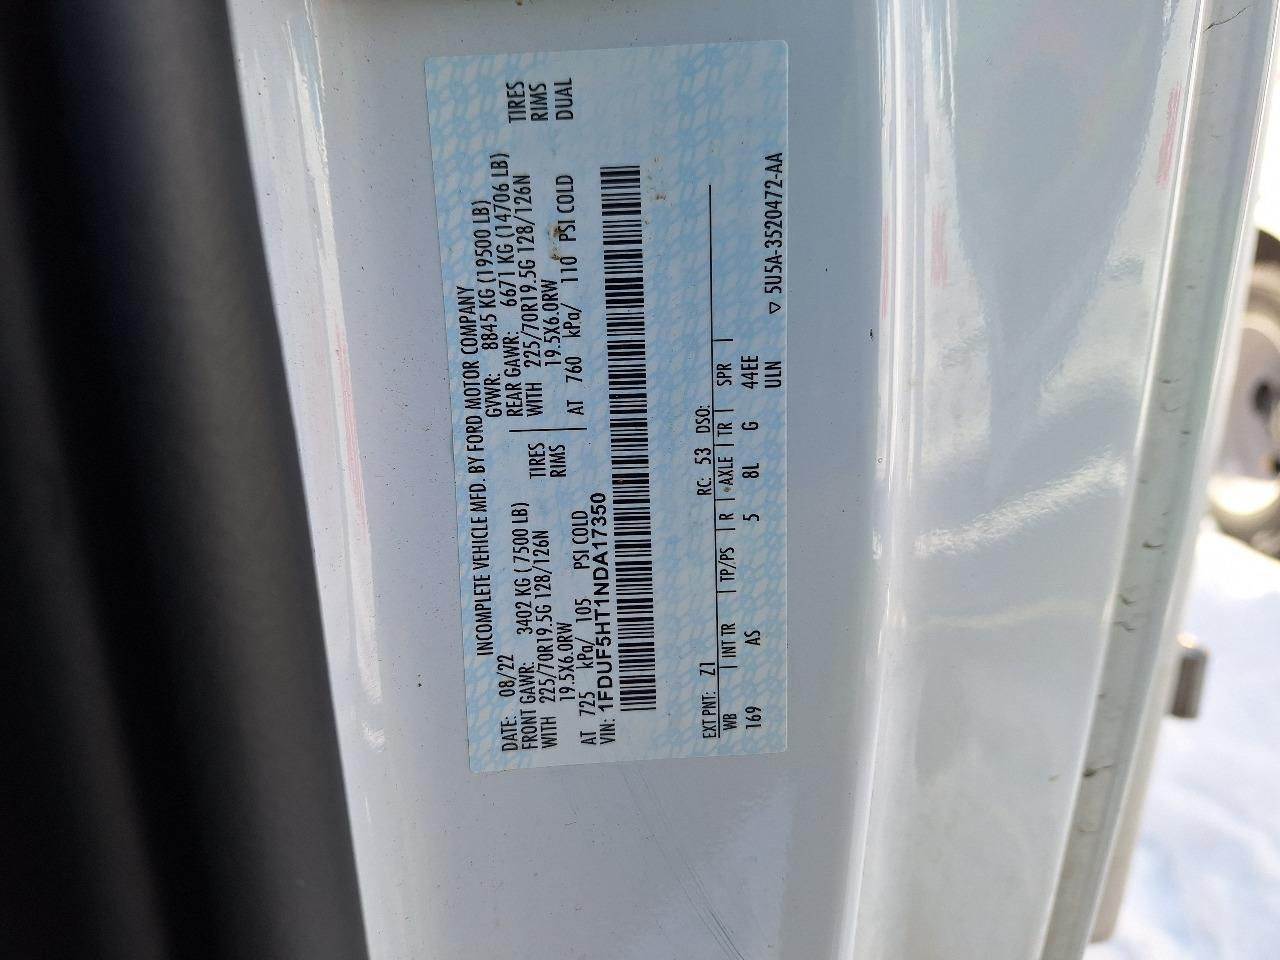 INCOMPLETE VEHICLE MFD. BY FORD MOTOR COMPANY
DATE: 08/22 GVWR: 8845 KG (19500 LB)
FRONT GAWR: 3402 KG ( 7500 LB) REAR GAWR: 6671 KG (14706 LB)
WITH 225/70R19.5G 128/126N TIRES WITH 225/70R19.5G 128/126N TIRES
19.5X6.0RW RIMS 19.5X6.0RW RIMS
AT 725 kPa/ 105 PSI COLD AT 760 kPa/ 110 PSI COLD DUAL
VIN: 1FDUF5HT1NDA17350
EXT PNT: Z1 RC: 53 DSO:
WB INT TR TP/PS R AXLE TR SPR
169 AS 5 8L G 44EE
ULN 5U5A-3520472-AA